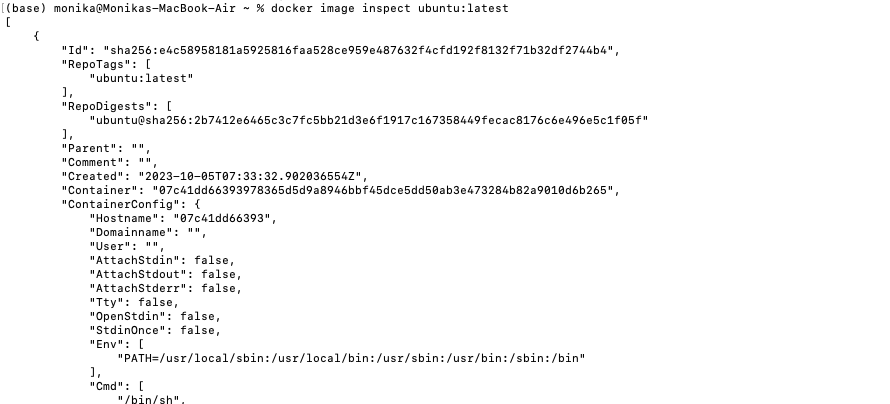 [(base) monika@Monikas-MacBook-Air ~ % docker image inspect ubuntu:latest
[
    {
        "Id": "sha256:e4c58958181a5925816faa528ce959e487632f4cfd192f8132f71b32df2744b4",
        "RepoTags": [
            "ubuntu:latest"
        ],
        "RepoDigests": [
            "ubuntu@sha256:2b7412e6465c3c7fc5bb21d3e6f1917c167358449fecac8176c6e496e5c1f05f"
        ],
        "Parent": "",
        "Comment": "",
        "Created": "2023-10-05T07:33:32.902036554Z",
        "Container": "07c41dd66393978365d5d9a8946bbf45dce5dd50ab3e473284b82a9010d6b265",
        "ContainerConfig": {
            "Hostname": "07c41dd66393",
            "Domainname": "",
            "User": "",
            "AttachStdin": false,
            "AttachStdout": false,
            "AttachStderr": false,
            "Tty": false,
            "OpenStdin": false,
            "StdinOnce": false,
            "Env": [
                "PATH=/usr/local/sbin:/usr/local/bin:/usr/sbin:/usr/bin:/sbin:/bin"
            ],
            "Cmd": [
                "/bin/sh",